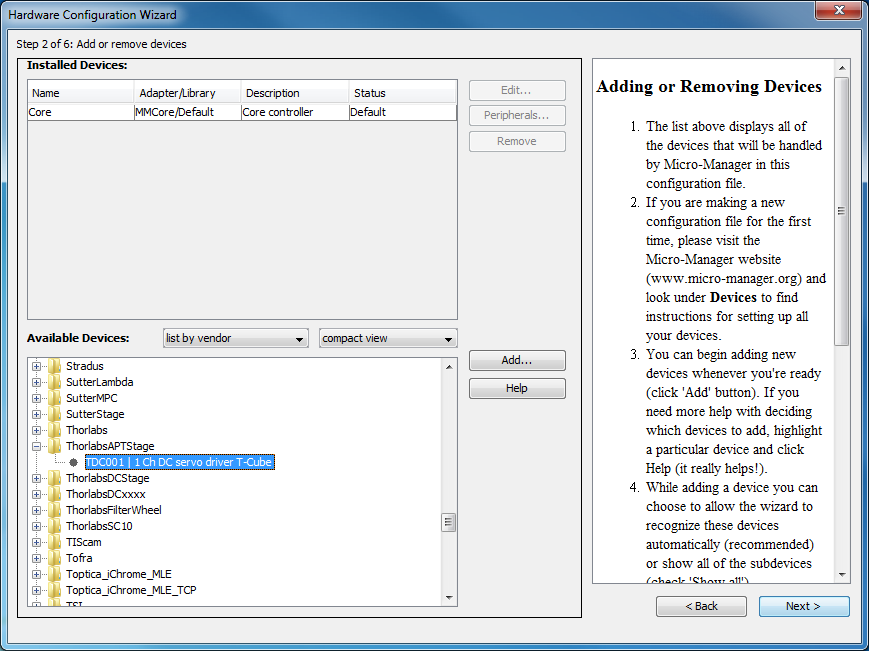 Hardware Configuration Wizard
Step 2 of 6: Add or remove devices
Installed Devices:
Name Adapter/Library Description Status
Core MMCore/Default Core controller Default
Edit...
Peripherals...
Remove
Available Devices: list by vendor compact view
Stradus
SutterLambda
SutterMPC
SutterStage
Thorlabs
ThorlabsAPTStage
TDC001 | 1 Ch DC servo driver T-Cube
ThorlabsDCStage
ThorlabsDCxxxx
ThorlabsFilterWheel
ThorlabsSC10
TIScam
Tofra
Toptica_iChrome_MLE
Toptica_iChrome_MLE_TCP
TSI
Add...
Help
Adding or Removing Devices
1. The list above displays all of
the devices that will be handled
by Micro-Manager in this
configuration file.
2. If you are making a new
configuration file for the first
time, please visit the
Micro-Manager website
(www.micro-manager.org) and
look under Devices to find
instructions for setting up all
your devices.
3. You can begin adding new
devices whenever you're ready
(click 'Add' button). If you
need more help with deciding
which devices to add, highlight
a particular device and click
Help (it really helps!).
4. While adding a device you can
choose to allow the wizard to
recognize these devices
automatically (recommended)
or show all of the subdevices
(check 'Show all')
< Back
Next >